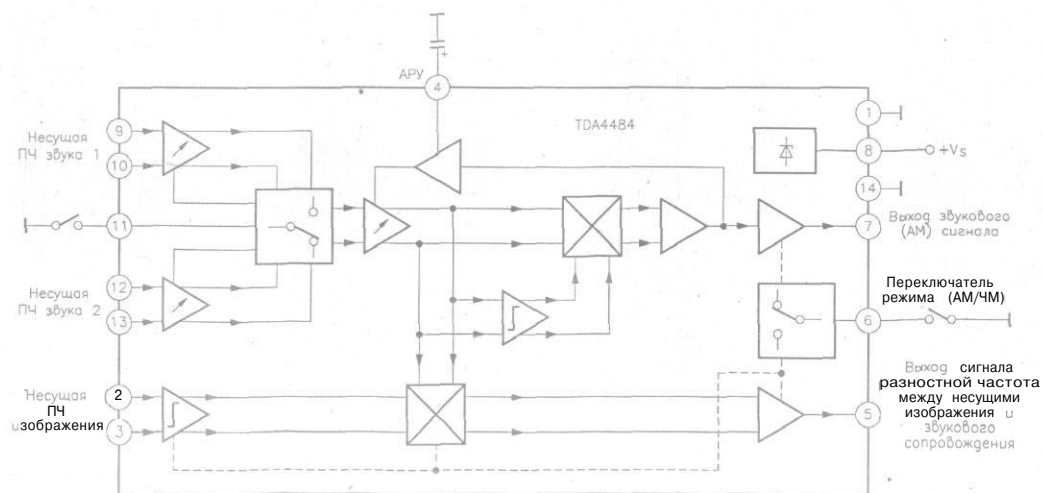 АРУ
4
TDA4484
1
9
Несущая
ПЧ звука 1
10
8
+Vs
14
11
7
Выход звукового
(АМ) сигнала
12
Несущая
ПЧ звука 2
13
Переключатель
режима (АМ/ЧМ)
6
Несущая
ПЧ
изображения
2
3
Выход сигнала
разностной частота
между несущими
изображения и
звукового
сопровождения
5